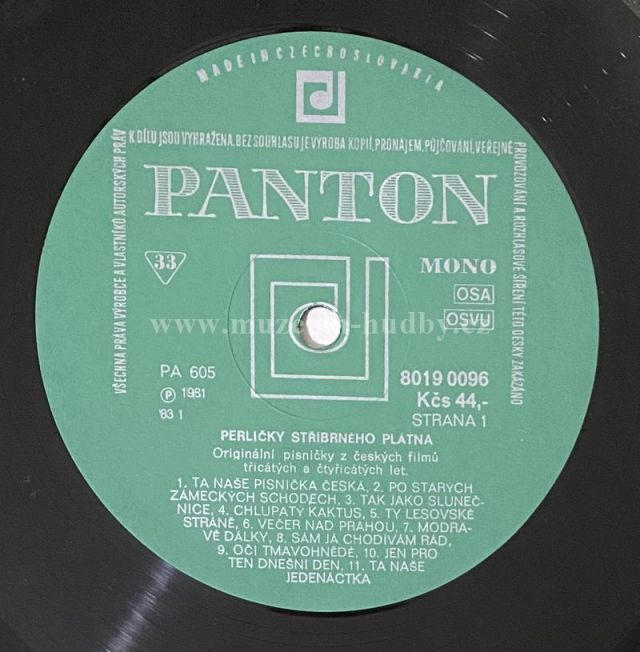 MADE IN CZECHOSLOVAKIA
VŠECHNA PRÁVA VÝROBCE A VLASTNÍKŮ AUTORSKÝCH PRÁV
K DÍLU JSOU VYHRAŽENA. BEZ SOUHLASU JE VÝROBA KOPIÍ, PRONÁJEM, PŮJČOVÁNÍ, VEŘEJNÉ
PROVOZOVÁNÍ A ROZHLASOVÉ ŠÍŘENÍ TÉTO DESKY ZAKÁZÁNO
PANTON
33
MONO
OSA
OSVU
www.muzeum-hudby.cz
PA 605
Ⓟ 1981
'83 1
8019 0096
Kčs 44,-
STRANA 1
PERLIČKY STŘÍBRNÉHO PLÁTNA
Originální písničky z českých filmů
třicátých a čtyřicátých let.
1. TA NAŠE PÍSNIČKA ČESKÁ, 2. PO STARÝCH
ZÁMECKÝCH SCHODECH, 3. TAK JAKO SLUNEČ-
NICE, 4. CHLUPATÝ KAKTUS, 5. TY LESOVSKÉ
STRÁNĚ, 6. VEČER NAD PRAHOU, 7. MODRA-
VÉ DÁLKY, 8. SÁM JÁ CHODÍVÁM RÁD,
9. OČI TMAVOHNĚDÉ, 10. JEN PRO
TEN DNEŠNÍ DEN, 11. TA NAŠE
JEDENÁCTKA